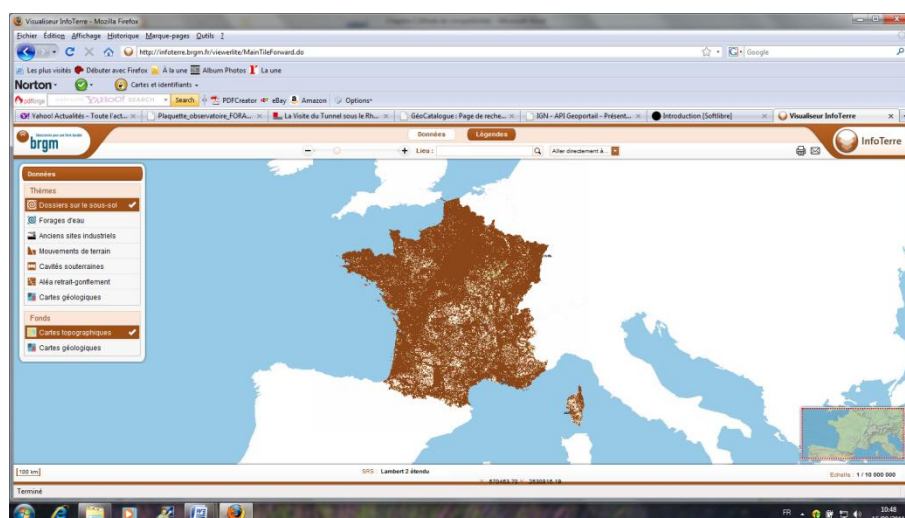 Visualiseur InfoTerre - Mozilla Firefox
Fichier Édition Affichage Historique Marque-pages Outils ?
http://infoterre.brgm.fr/viewerlite/MainTileForward.do
Google
Les plus visités Débuter avec Firefox À la une Album Photos La une
Norton Cartes et identifiants
YAHOO! SEARCH Search PDFCreator eBay Amazon Options
Yahoo! Actualités - Toute l'act... Plaquette_observatoire_FORA... La Visite du Tunnel sous le Rh... GéoCatalogue : Page de reche... IGN - API Geoportail - Présent... Introduction [Softlibre] Visualiseur InfoTerre
brgm
Données Légendes
InfoTerre
Lieu : Aller directement à...
Données
Thèmes
Dossiers sur le sous-sol
Forages d'eau
Anciens sites industriels
Mouvements de terrain
Cavités souterraines
Aléa retrait-gonflement
Cartes géologiques
Fonds
Cartes topographiques
Cartes géologiques
100 km
SRS : Lambert 2 étendu
Echelle : 1 / 10 000 000
Terminé
FR
10:48